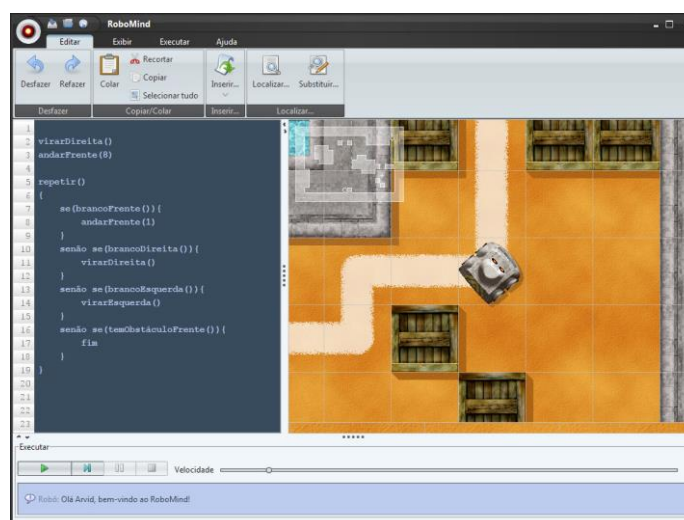 RoboMind
Editar Exibir Executar Ajuda
Desfazer Refazer Colar Recortar Copiar Selecionar tudo Inserir... Localizar... Substituir...
Desfazer Copiar/Colar Inserir... Localizar...
1
2 virarDireita()
3 andarFrente(8)
4
5 repetir()
6 {
7 se(brancoFrente()){
8 andarFrente(1)
9 }
10 senão se(brancoDireita()){
11 virarDireita()
12 }
13 senão se(brancoEsquerda()){
14 virarEsquerda()
15 }
16 senão se(temObstáculoFrente()){
17 fim
18 }
19 }
20
21
22
23
Executar
Velocidade
Robô: Olá Arvid, bem-vindo ao RoboMind!